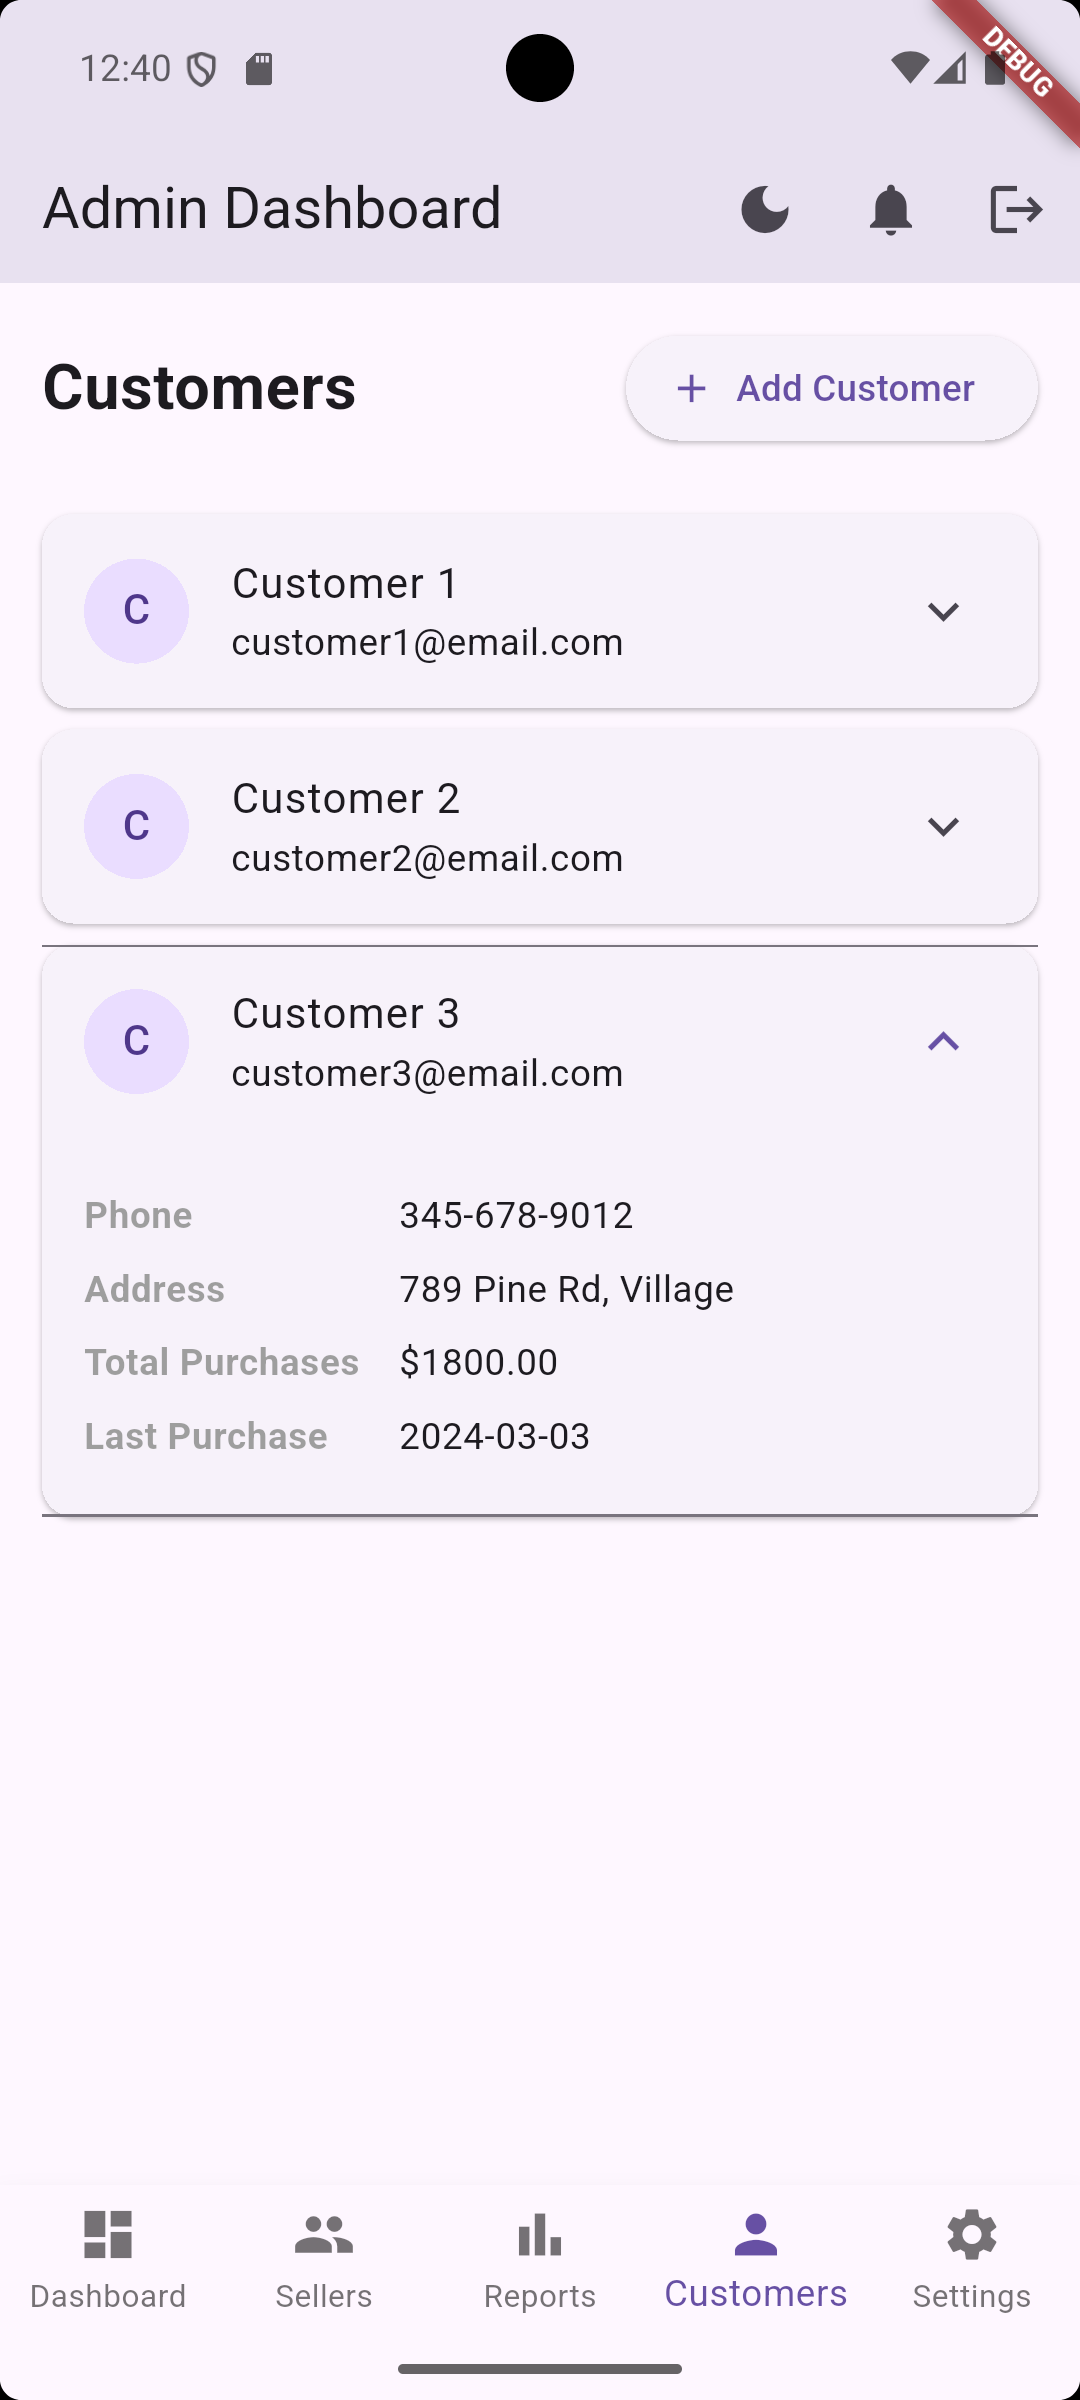 12:40
DEBUG
Admin Dashboard
Customers
Add Customer
C
Customer 1
customer1@email.com
C
Customer 2
customer2@email.com
C
Customer 3
customer3@email.com
Phone 345-678-9012
Address 789 Pine Rd, Village
Total Purchases $1800.00
Last Purchase 2024-03-03
Dashboard Sellers Reports Customers Settings